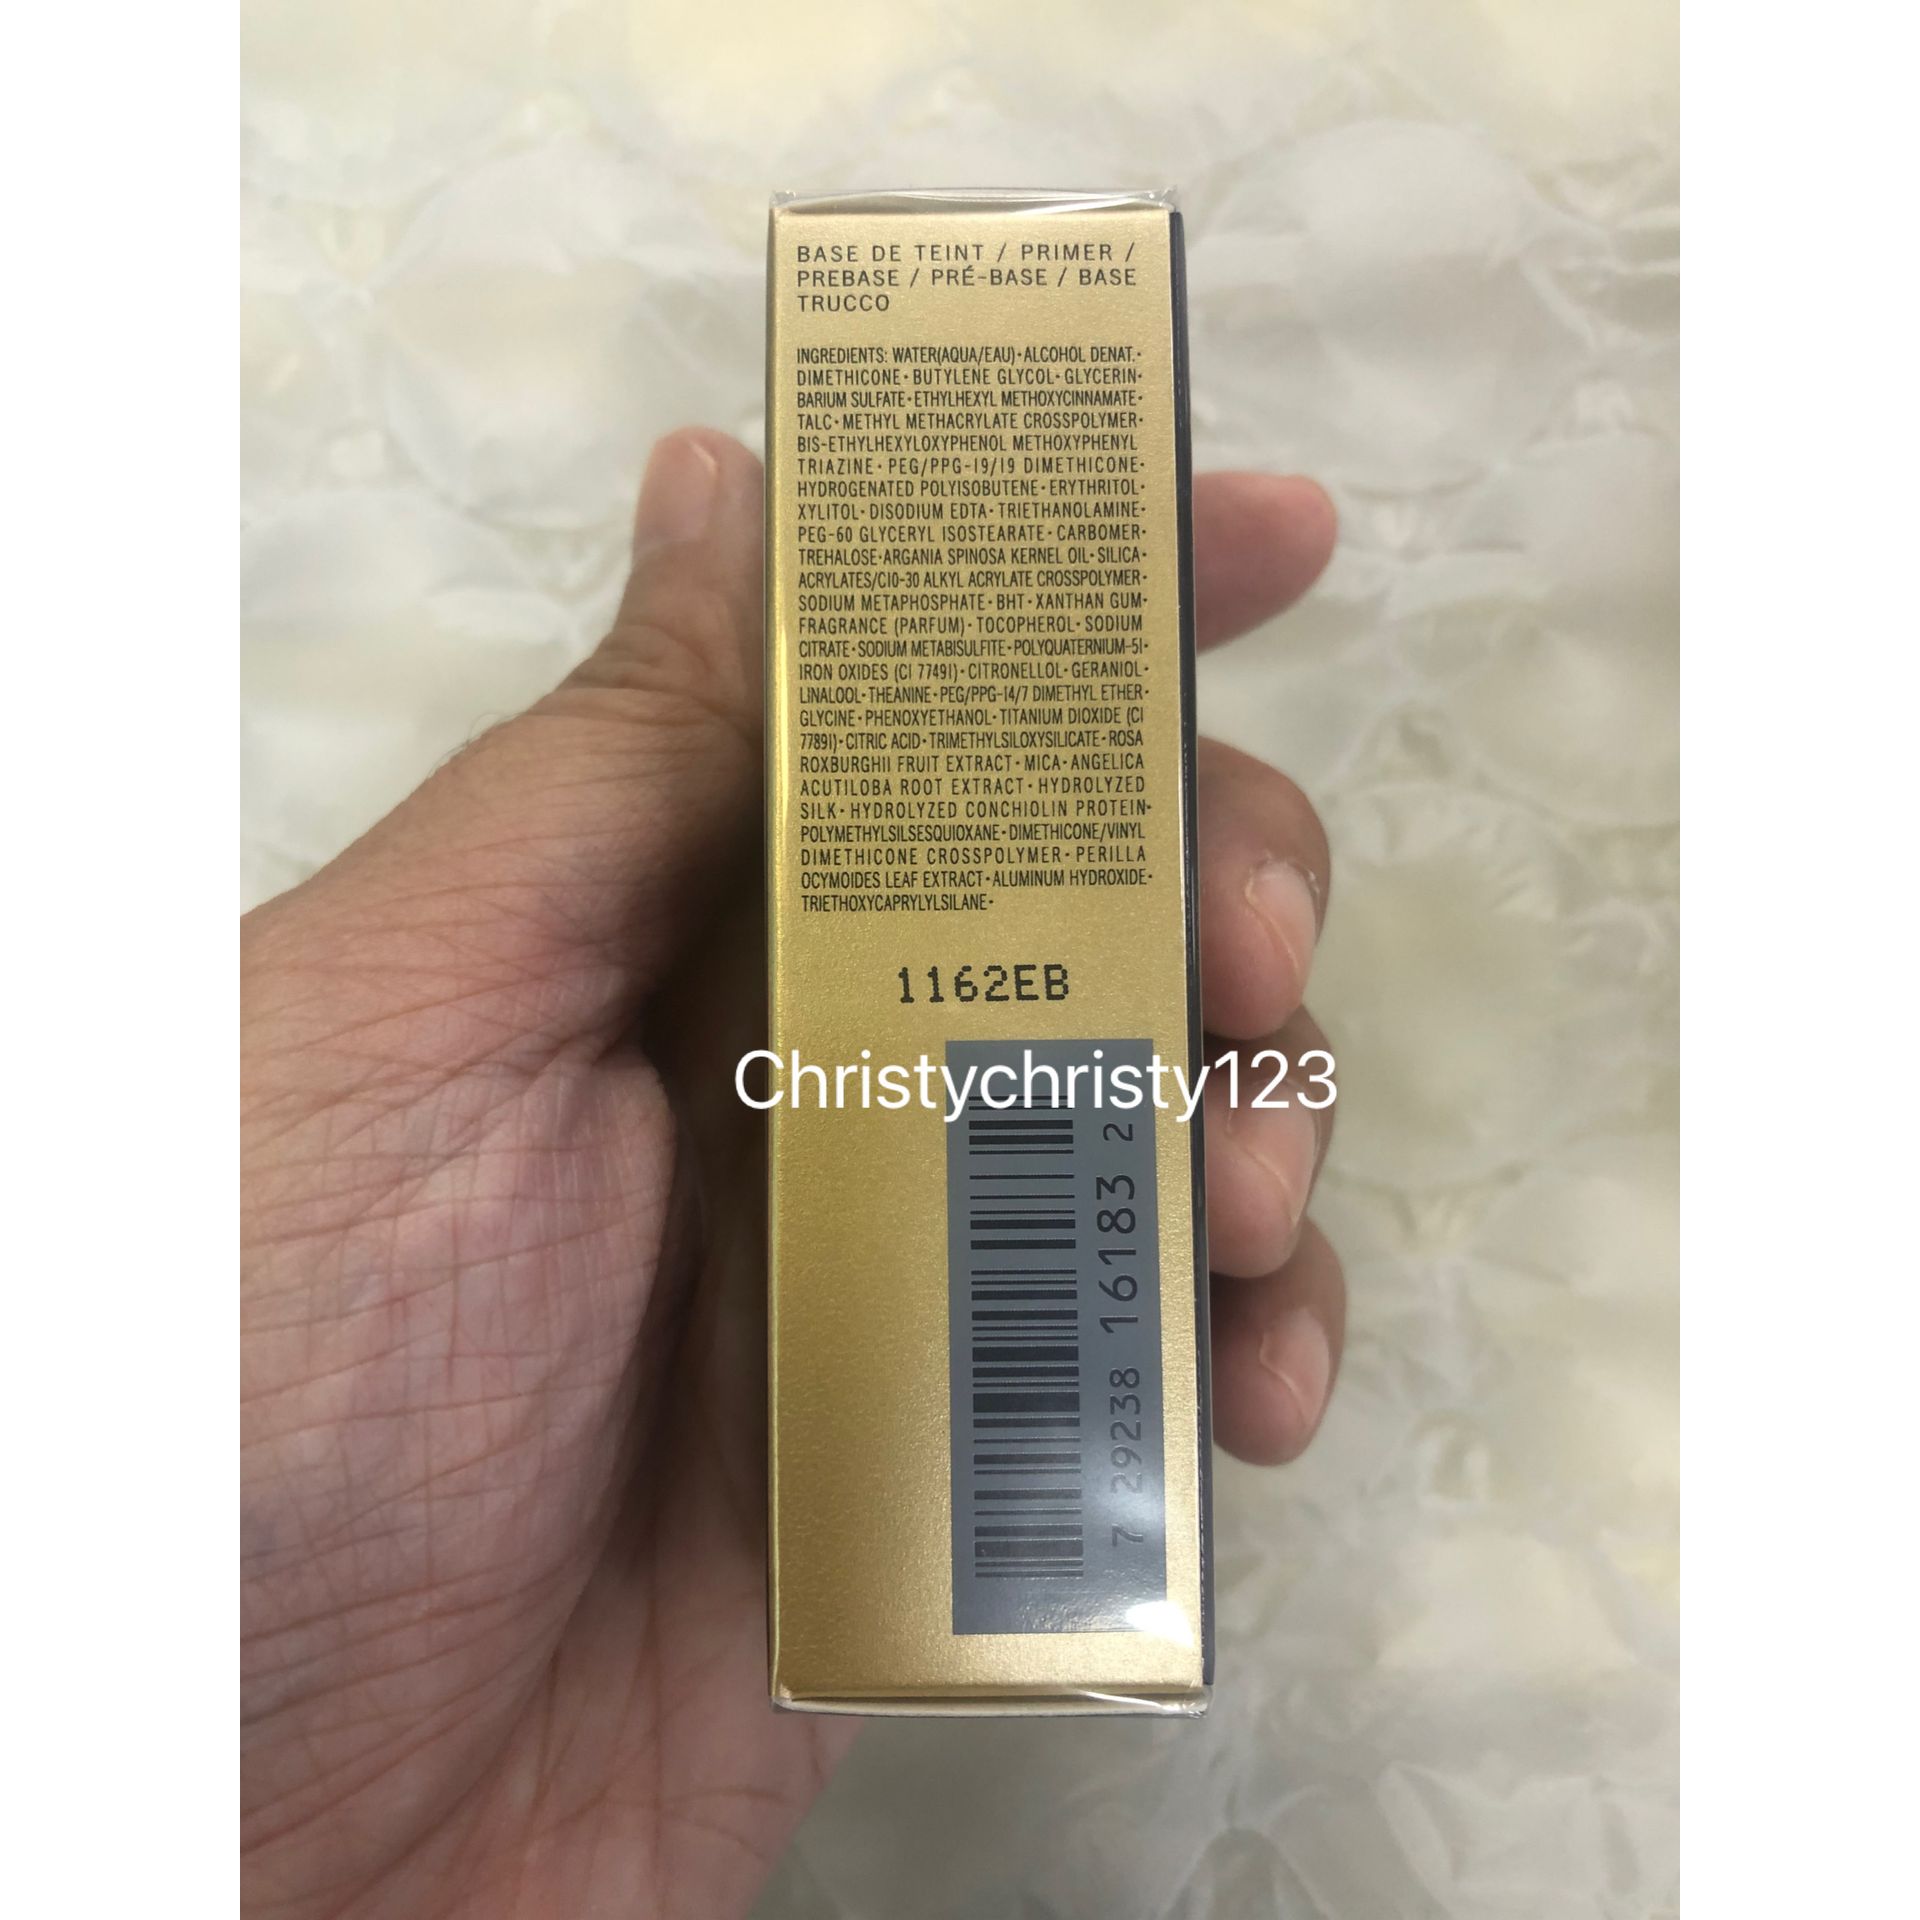 BASE DE TEINT / PRIMER /
PREBASE / PRÉ-BASE / BASE
TRUCCO
INGREDIENTS: WATER(AQUA/EAU)・ALCOHOL DENAT.・
DIMETHICONE・BUTYLENE GLYCOL・GLYCERIN・
BARIUM SULFATE・ETHYLHEXYL METHOXYCINNAMATE・
TALC・METHYL METHACRYLATE CROSSPOLYMER・
BIS-ETHYLHEXYLOXYPHENOL METHOXYPHENYL
TRIAZINE・PEG/PPG-19/19 DIMETHICONE・
HYDROGENATED POLYISOBUTENE・ERYTHRITOL・
XYLITOL・DISODIUM EDTA・TRIETHANOLAMINE・
PEG-60 GLYCERYL ISOSTEARATE・CARBOMER・
TREHALOSE・ARGANIA SPINOSA KERNEL OIL・SILICA・
ACRYLATES/C10-30 ALKYL ACRYLATE CROSSPOLYMER・
SODIUM METAPHOSPHATE・BHT・XANTHAN GUM・
FRAGRANCE (PARFUM)・TOCOPHEROL・SODIUM
CITRATE・SODIUM METABISULFITE・POLYQUATERNIUM-51・
IRON OXIDES (CI 77491)・CITRONELLOL・GERANIOL・
LINALOOL・THEANINE・PEG/PPG-14/7 DIMETHYL ETHER・
GLYCINE・PHENOXYETHANOL・TITANIUM DIOXIDE (CI
77891)・CITRIC ACID・TRIMETHYLSILOXYSILICATE・ROSA
ROXBURGHII FRUIT EXTRACT・MICA・ANGELICA
ACUTILOBA ROOT EXTRACT・HYDROLYZED
SILK・HYDROLYZED CONCHIOLIN PROTEIN・
POLYMETHYLSILSESQUIOXANE・DIMETHICONE/VINYL
DIMETHICONE CROSSPOLYMER・PERILLA
OCYMOIDES LEAF EXTRACT・ALUMINUM HYDROXIDE・
TRIETHOXYCAPRYLYLSILANE・
1162EB
Christychristy123
7 29238 16183 2